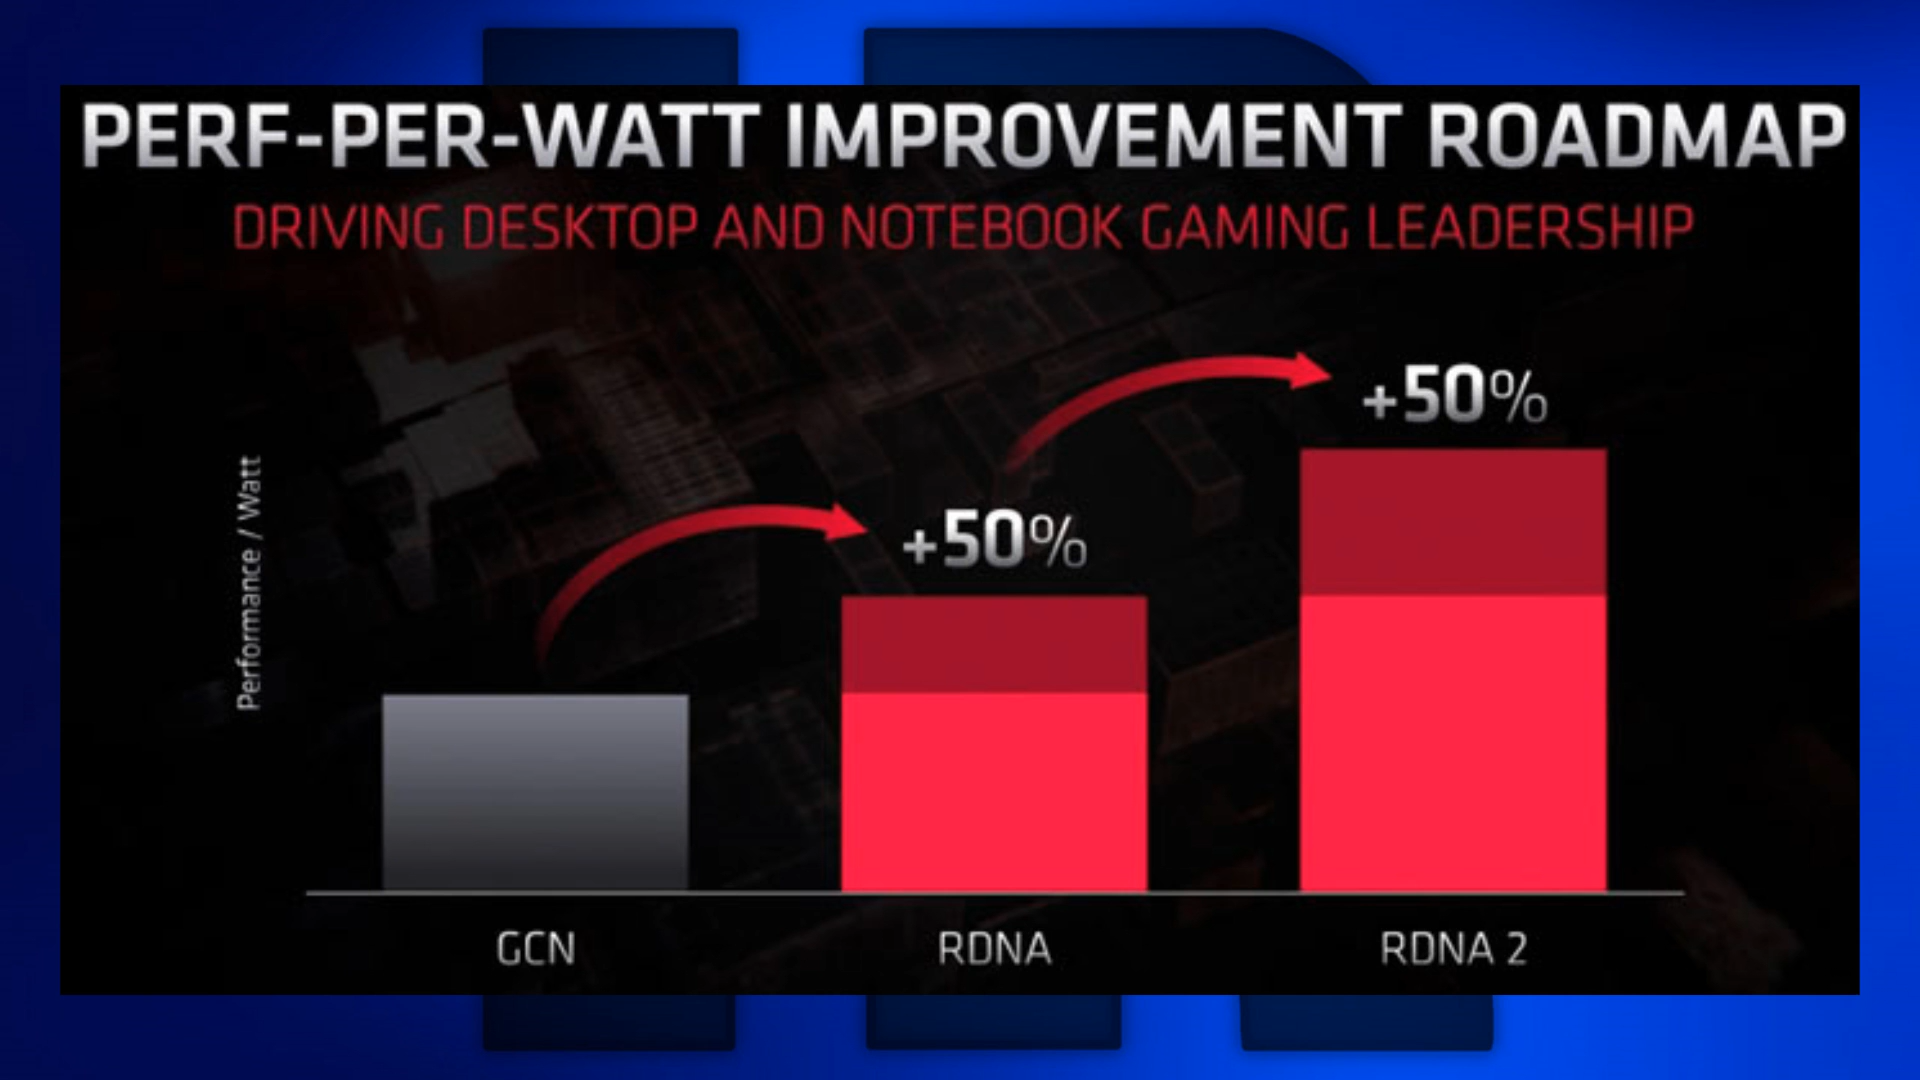 PERF-PER-WATT IMPROVEMENT ROADMAP
DRIVING DESKTOP AND NOTEBOOK GAMING LEADERSHIP
+50%
+50%
Performance / Watt
GCN
RDNA
RDNA 2